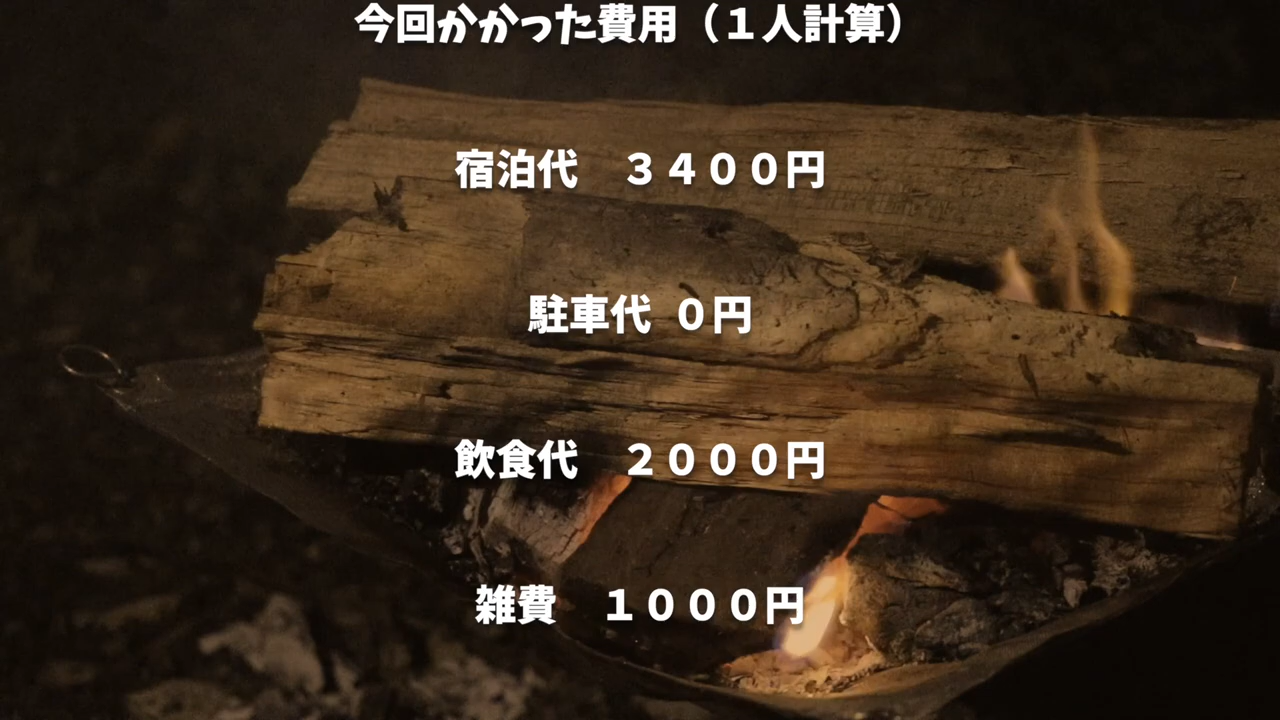 今回かかった費用（１人計算）
宿泊代　３４００円
駐車代 ０円
飲食代　２０００円
雑費　１０００円